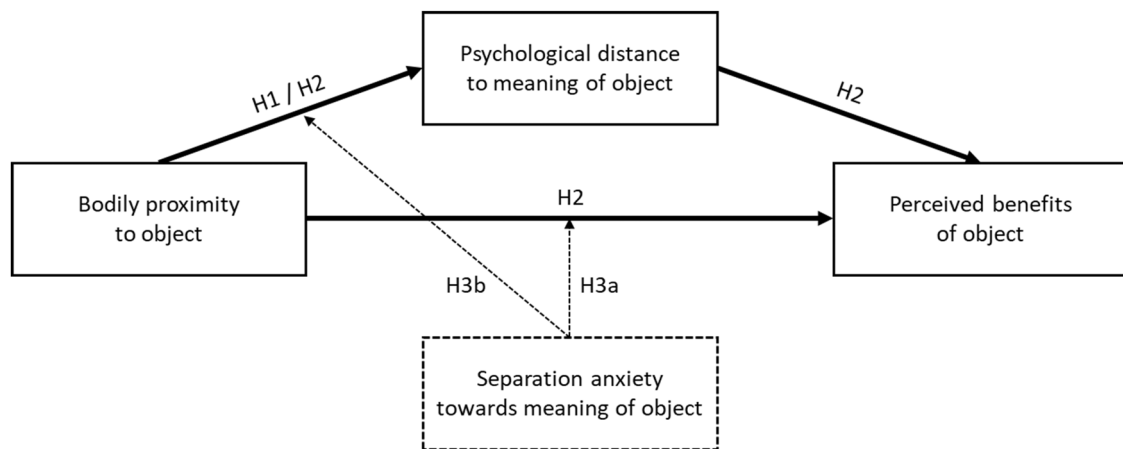 Psychological distance
to meaning of object
H1 / H2
H2
Bodily proximity
to object
H2
Perceived benefits
of object
H3b
H3a
Separation anxiety
towards meaning of object